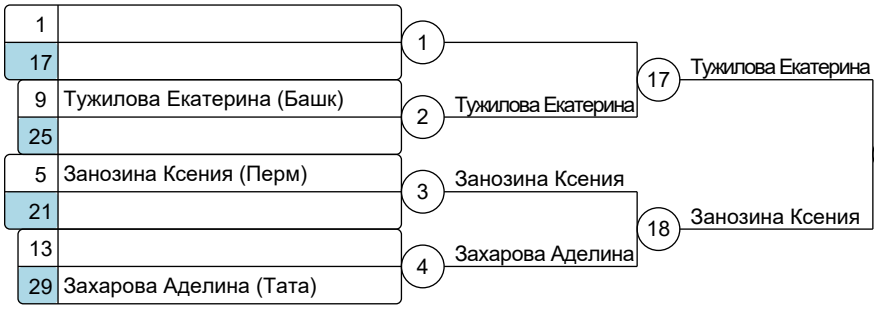 1
17
1
9 Тужилова Екатерина (Башк)
25
2
Тужилова Екатерина
17
Тужилова Екатерина
5 Занозина Ксения (Перм)
21
3
Занозина Ксения
13
29 Захарова Аделина (Тата)
4
Захарова Аделина
18
Занозина Ксения